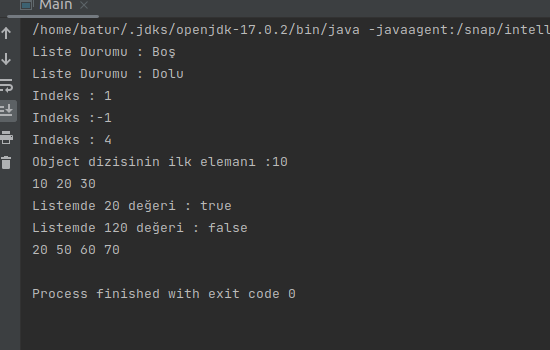 Main
/home/batur/.jdks/openjdk-17.0.2/bin/java -javaagent:/snap/intell
Liste Durumu : Boş
Liste Durumu : Dolu
Indeks : 1
Indeks :-1
Indeks : 4
Object dizisinin ilk elemanı :10
10 20 30
Listemde 20 değeri : true
Listemde 120 değeri : false
20 50 60 70
Process finished with exit code 0